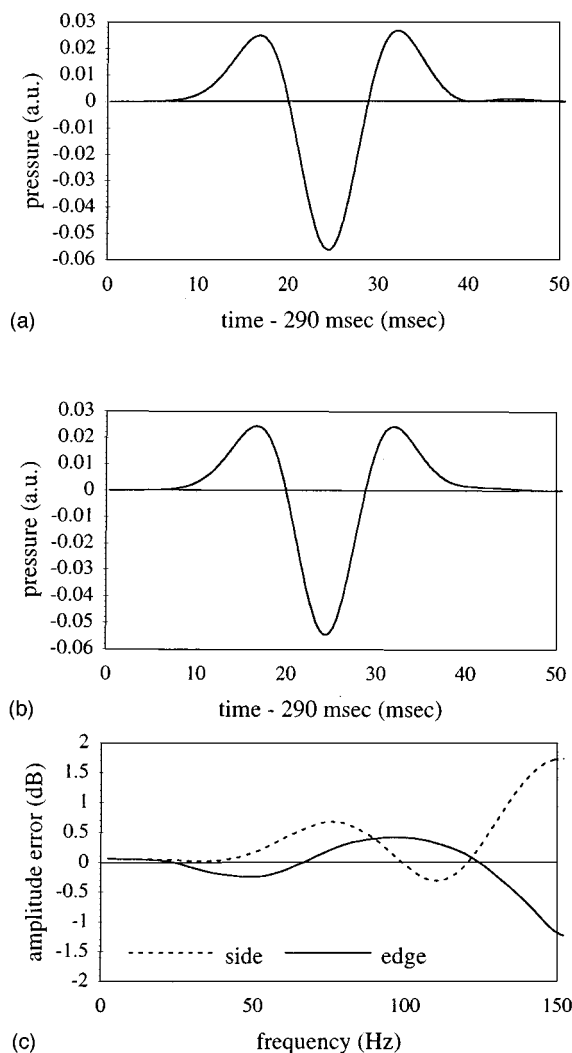 0.03
0.02
0.01
0
-0.01
-0.02
-0.03
-0.04
-0.05
-0.06
pressure (a.u.)
0 10 20 30 40 50
(a) time - 290 msec (msec)
0.03
0.02
0.01
0
-0.01
-0.02
-0.03
-0.04
-0.05
-0.06
pressure (a.u.)
0 10 20 30 40 50
(b) time - 290 msec (msec)
2
1.5
1
0.5
0
-0.5
-1
-1.5
-2
amplitude error (dB)
side edge
0 50 100 150
(c) frequency (Hz)